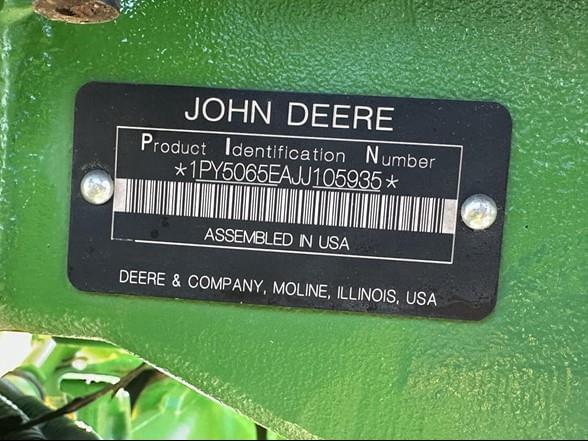 JOHN DEERE
Product Identification Number
*1PY5065EAJJ105935*
ASSEMBLED IN USA
DEERE & COMPANY, MOLINE, ILLINOIS, USA